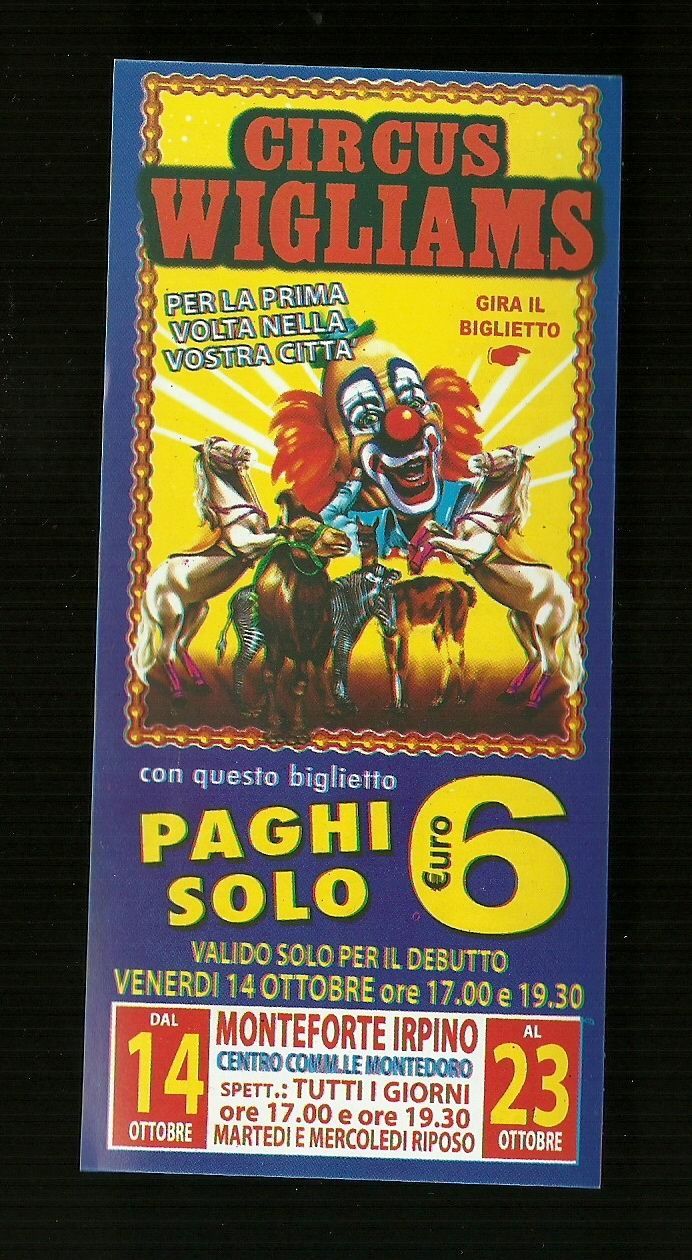 CIRCUS
WIGLIAMS
PER LA PRIMA
VOLTA NELLA
VOSTRA CITTA'
GIRA IL
BIGLIETTO
con questo biglietto
PAGHI
SOLO
€uro 6
VALIDO SOLO PER IL DEBUTTO
VENERDI 14 OTTOBRE ore 17.00 e 19.30
DAL
14
OTTOBRE
MONTEFORTE IRPINO
CENTRO COMM.LE MONTEDORO
SPETT.: TUTTI I GIORNI
ore 17.00 e ore 19.30
MARTEDI E MERCOLEDI RIPOSO
AL
23
OTTOBRE